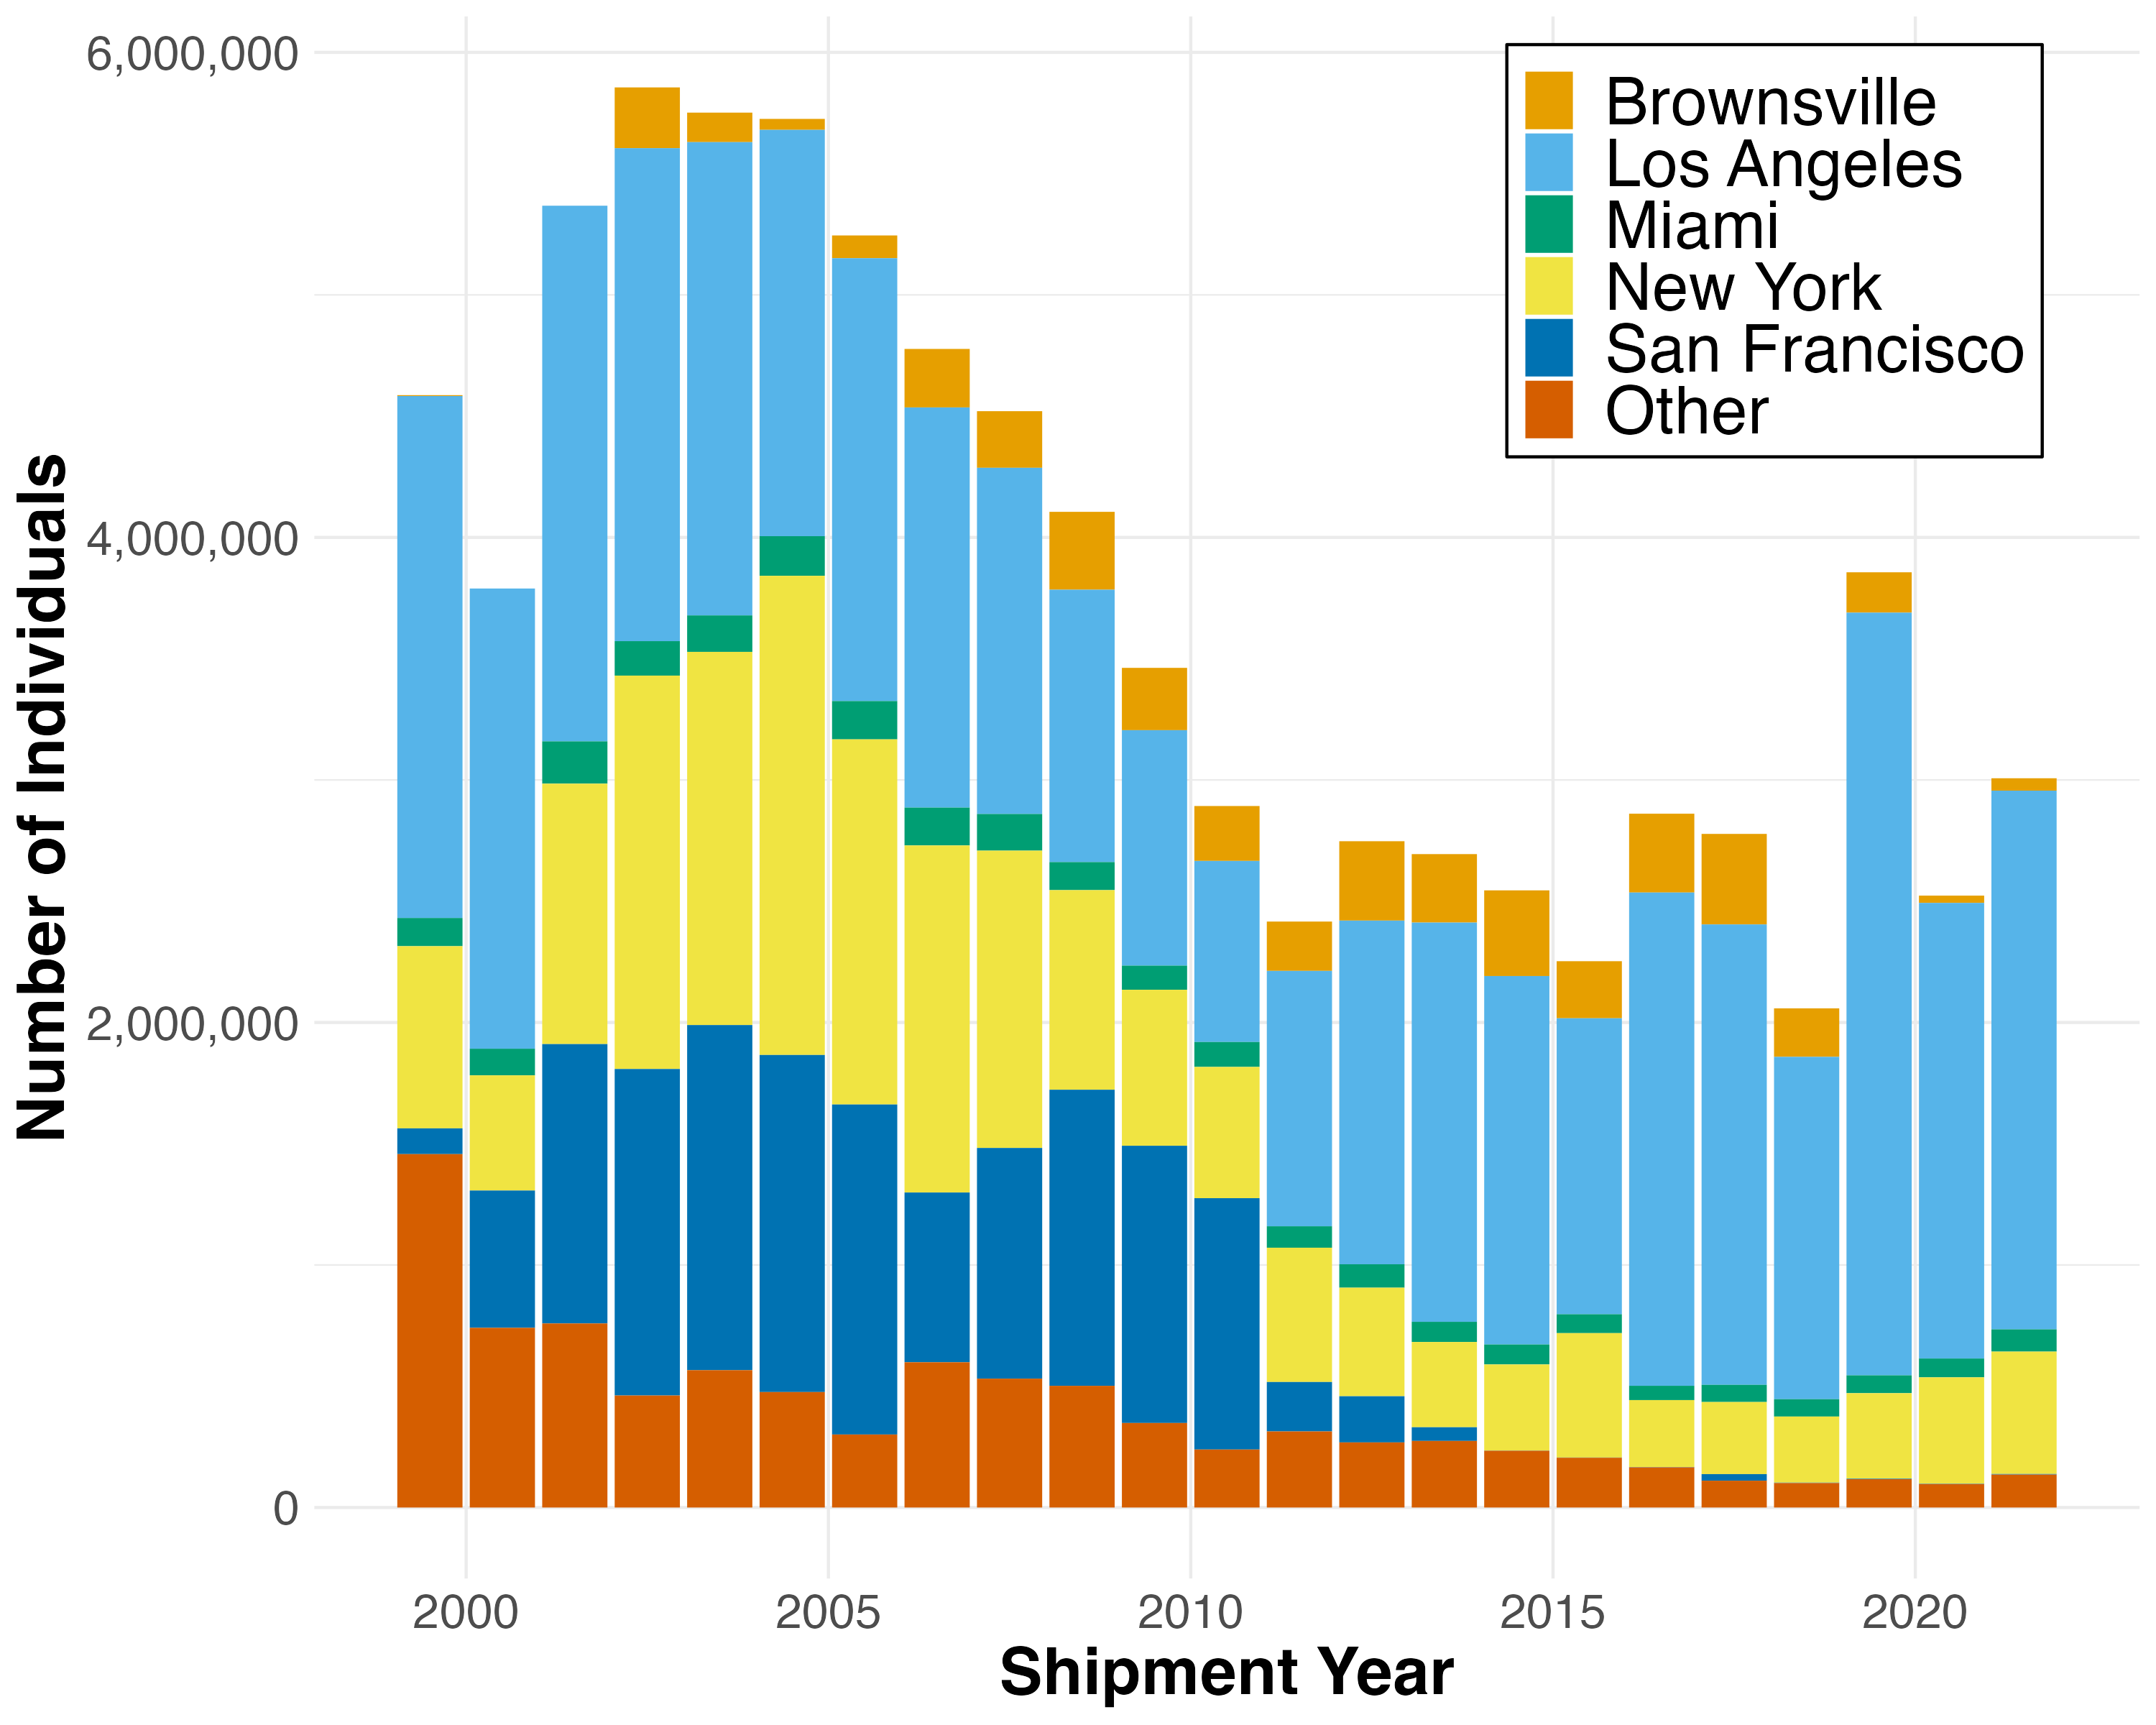 6,000,000
4,000,000
2,000,000
0
Number of Individuals
Brownsville
Los Angeles
Miami
New York
San Francisco
Other
2000 2005 2010 2015 2020
Shipment Year